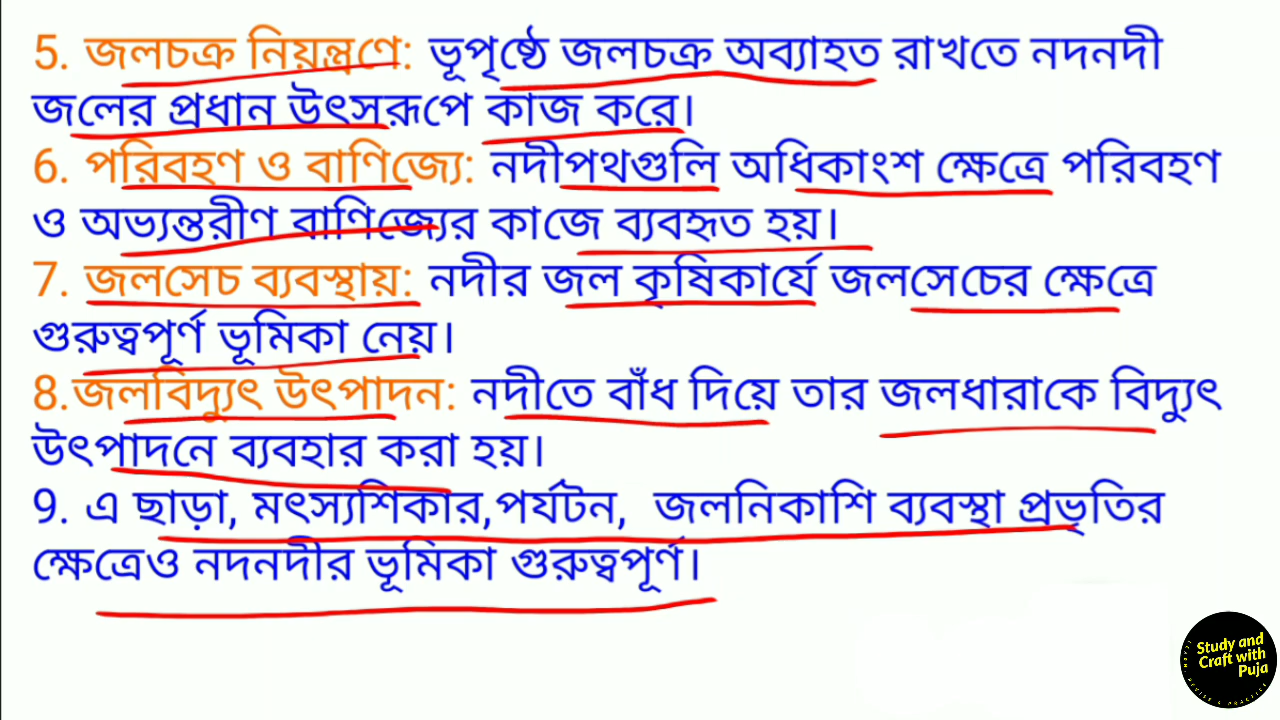 5. জলচক্র নিয়ন্ত্রণে: ভূপৃষ্ঠে জলচক্র অব্যাহত রাখতে নদনদী
জলের প্রধান উৎসরূপে কাজ করে।
6. পরিবহণ ও বাণিজ্যে: নদীপথগুলি অধিকাংশ ক্ষেত্রে পরিবহণ
ও অভ্যন্তরীণ বাণিজ্যের কাজে ব্যবহৃত হয়।
7. জলসেচ ব্যবস্থায়: নদীর জল কৃষিকার্যে জলসেচের ক্ষেত্রে
গুরুত্বপূর্ণ ভূমিকা নেয়।
8.জলবিদ্যুৎ উৎপাদন: নদীতে বাঁধ দিয়ে তার জলধারাকে বিদ্যুৎ
উৎপাদনে ব্যবহার করা হয়।
9. এ ছাড়া, মৎস্যশিকার,পর্যটন, জলনিকাশি ব্যবস্থা প্রভৃতির
ক্ষেত্রেও নদনদীর ভূমিকা গুরুত্বপূর্ণ।
Study and
Craft with
Puja